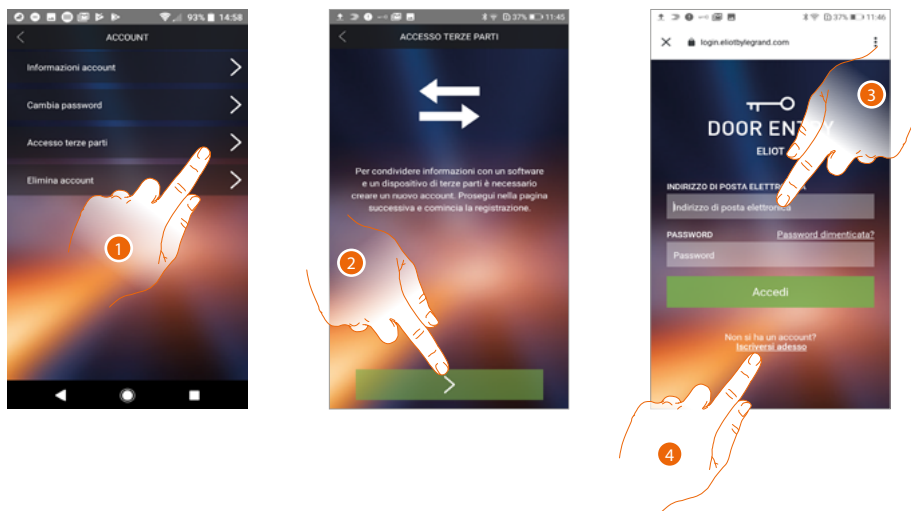 93% 14:58
ACCOUNT
Informazioni account
Cambia password
Accesso terze parti
Elimina account
1
37% 11:45
ACCESSO TERZE PARTI
Per condividere informazioni con un software
e un dispositivo di terze parti è necessario
creare un nuovo account. Prosegui nella pagina
successiva e comincia la registrazione.
2
37% 11:46
login.eliotbylegrand.com
3
DOOR ENTRY
ELIOT
INDIRIZZO DI POSTA ELETTRONICA
Indirizzo di posta elettronica
PASSWORD
Password dimenticata?
Password
Accedi
Non si ha un account?
Iscriversi adesso
4